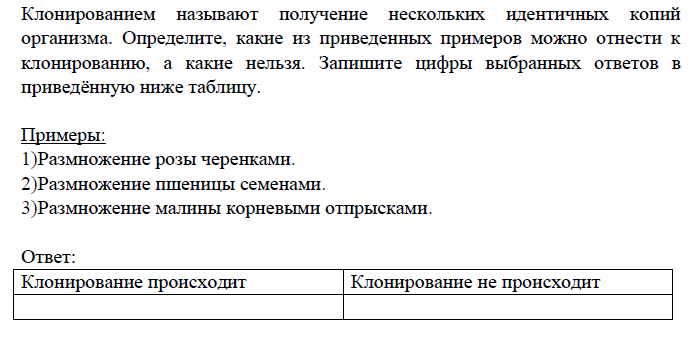 Клонированием называют получение нескольких идентичных копий
организма. Определите, какие из приведенных примеров можно отнести к
клонированию, а какие нельзя. Запишите цифры выбранных ответов в
приведённую ниже таблицу.
Примеры:
1)Размножение розы черенками.
2)Размножение пшеницы семенами.
3)Размножение малины корневыми отпрысками.
Ответ:
Клонирование происходит Клонирование не происходит